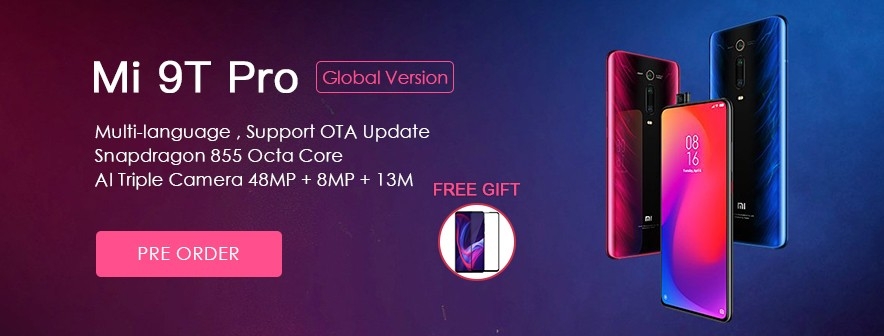 Mi 9T Pro Global Version
Multi-language , Support OTA Update
Snapdragon 855 Octa Core
AI Triple Camera 48MP + 8MP + 13M
FREE GIFT
PRE ORDER
08
16
mi